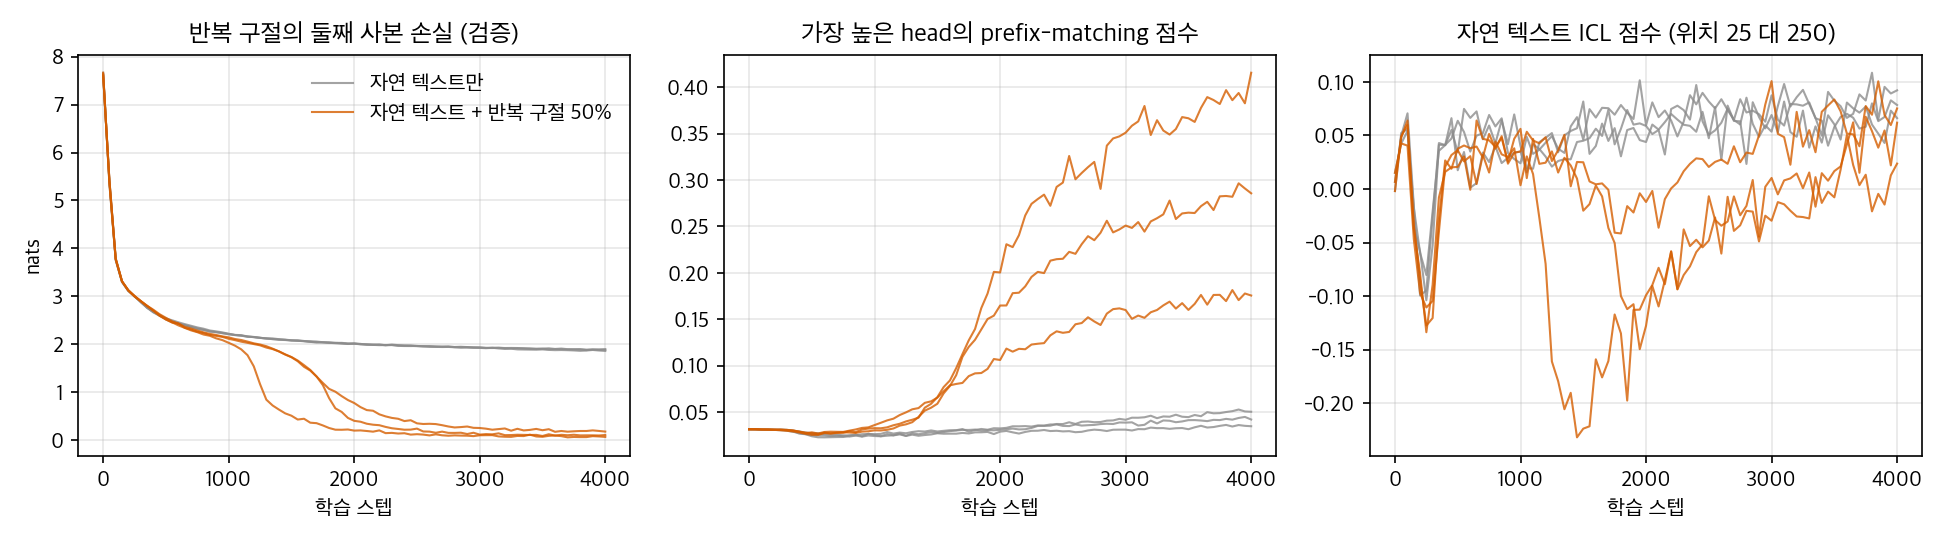 반복 구절의 둘째 사본 손실 (검증)
nats
8
7
6
5
4
3
2
1
0
자연 텍스트만
자연 텍스트 + 반복 구절 50%
0 1000 2000 3000 4000
학습 스텝
가장 높은 head의 prefix-matching 점수
0.40
0.35
0.30
0.25
0.20
0.15
0.10
0.05
0 1000 2000 3000 4000
학습 스텝
자연 텍스트 ICL 점수 (위치 25 대 250)
0.10
0.05
0.00
-0.05
-0.10
-0.15
-0.20
0 1000 2000 3000 4000
학습 스텝